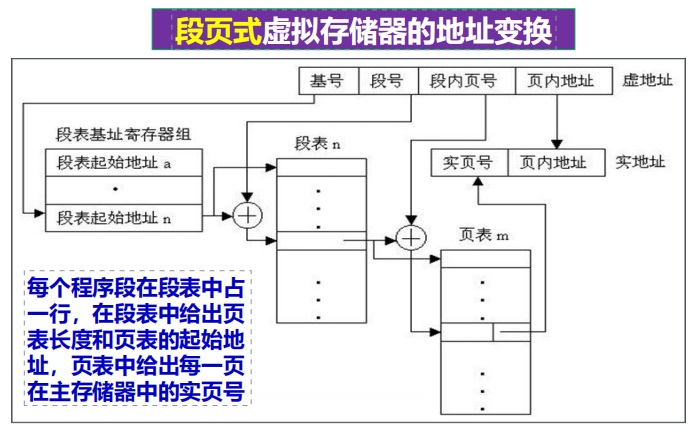 段页式虚拟存储器的地址变换
基号 段号 段内页号 页内地址 虚地址
段表基址寄存器组
段表 n
段表起始地址 a
实页号 页内地址 实地址
段表起始地址 n
页表 m
每个程序段在段表中占
一行，在段表中给出页
表长度和页表的起始地
址，页表中给出每一页
在主存储器中的实页号